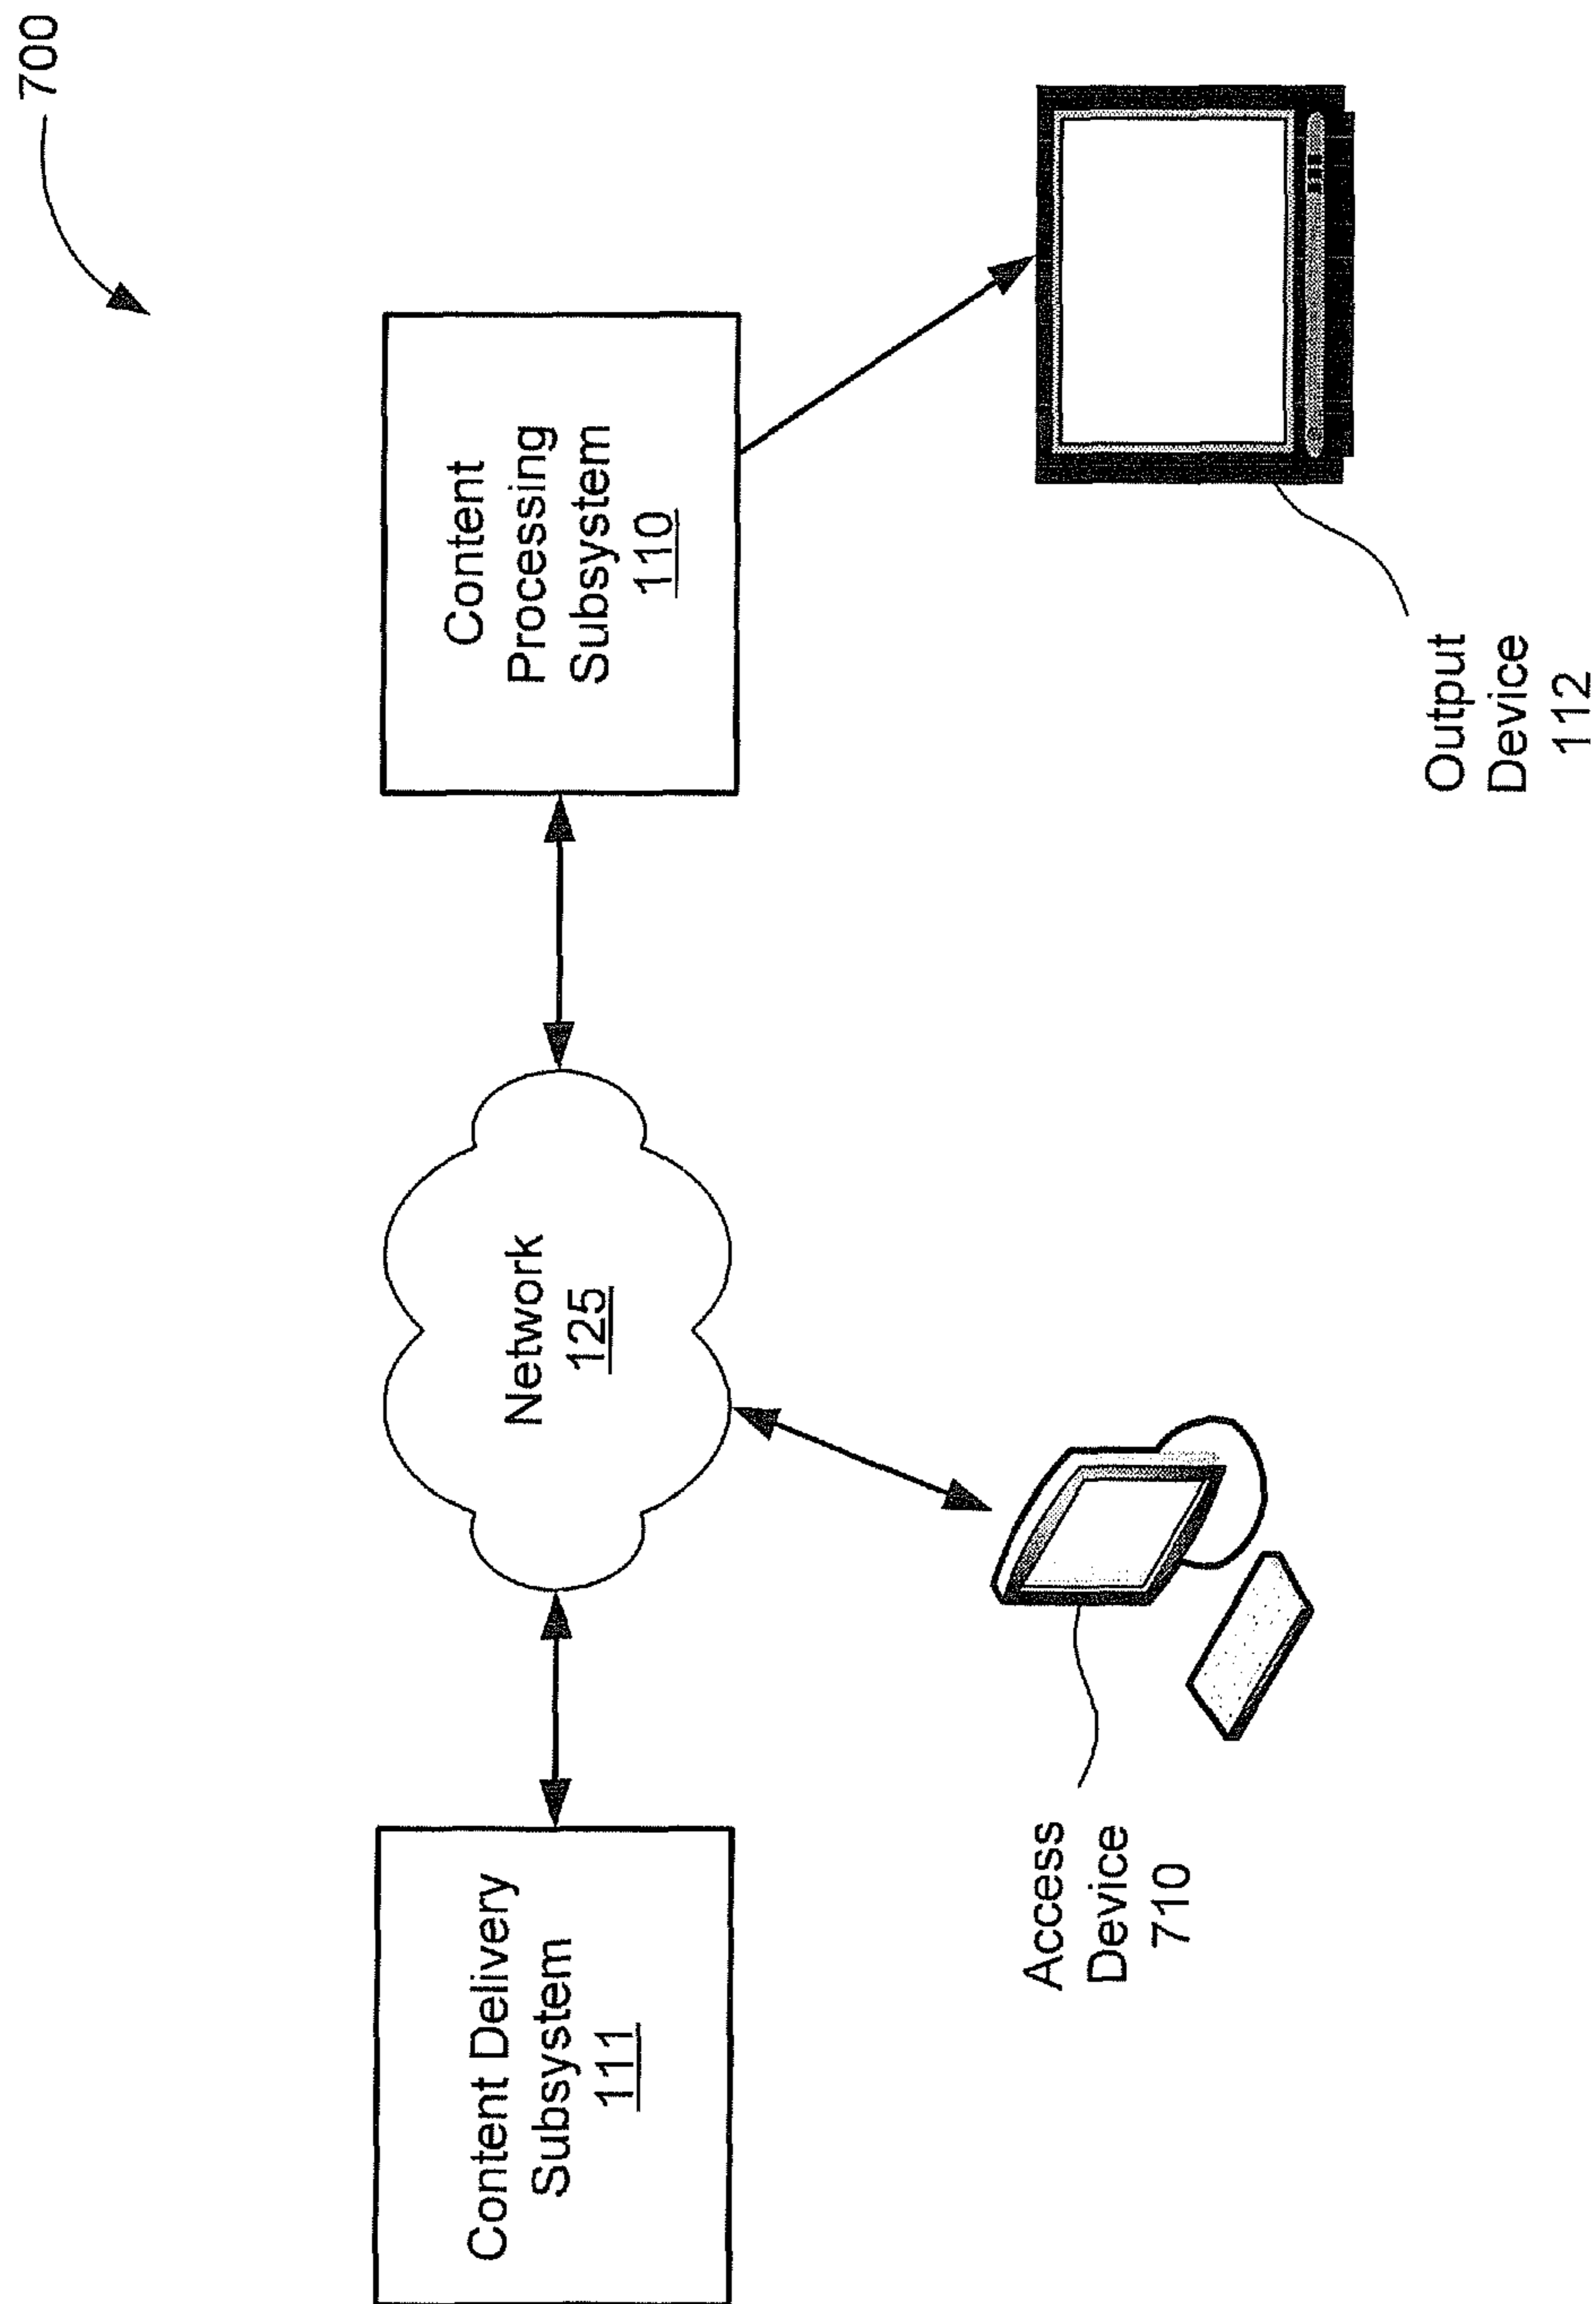 700
Content Delivery
Subsystem
111
Network
125
Content
Processing
Subsystem
110
Access
Device
710
Output
Device
112